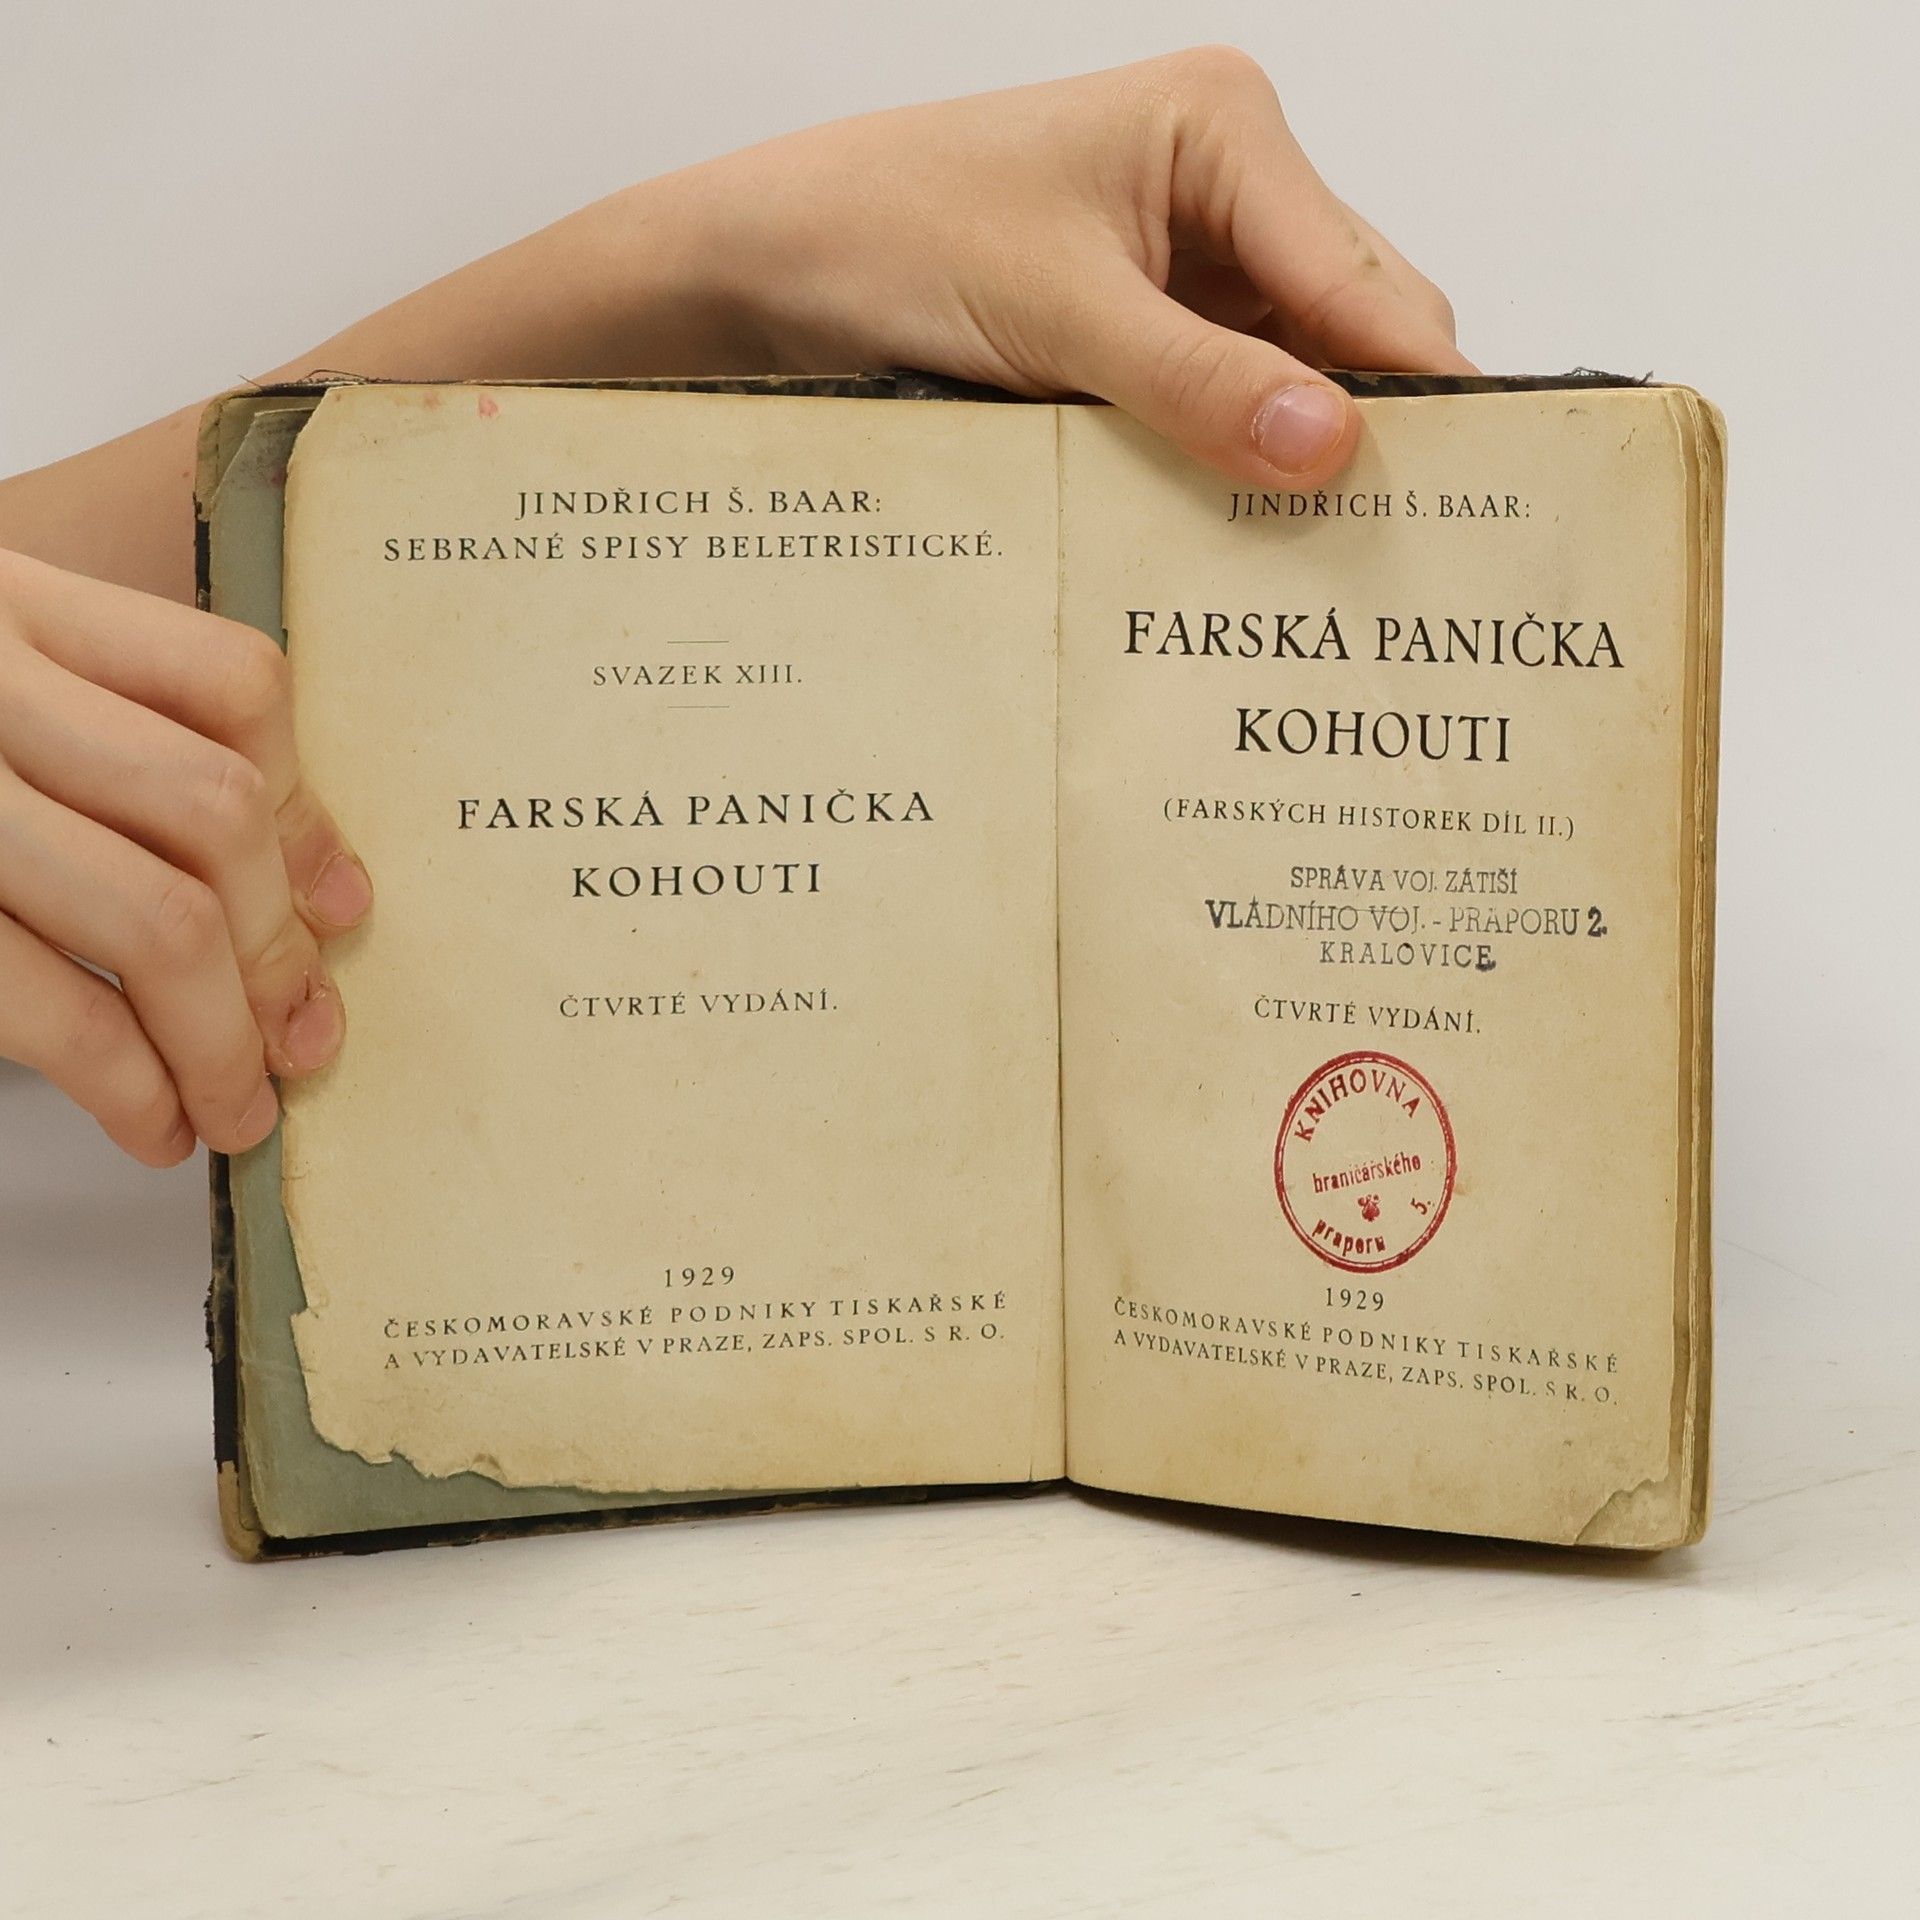 JINDŘICH Š. BAAR:
SEBRANÉ SPISY BELETRISTICKÉ.
SVAZEK XIII.
FARSKÁ PANIČKA
KOHOUTI
ČTVRTÉ VYDÁNÍ.
1929
ČESKOMORAVSKÉ PODNIKY TISKAŘSKÉ
A VYDAVATELSKÉ V PRAZE, ZAPS. SPOL. S R. O.
JINDŘICH Š. BAAR:
FARSKÁ PANIČKA
KOHOUTI
(FARSKÝCH HISTOREK DÍL II.)
SPRÁVA VOJ. ZÁTIŠÍ
VLÁDNÍHO VOJ. - PRAPORU 2.
KRALOVICE
ČTVRTÉ VYDÁNÍ.
KNIHOVNA
hraničářského
praporu 5.
1929
ČESKOMORAVSKÉ PODNIKY TISKAŘSKÉ
A VYDAVATELSKÉ V PRAZE, ZAPS. SPOL. S R. O.